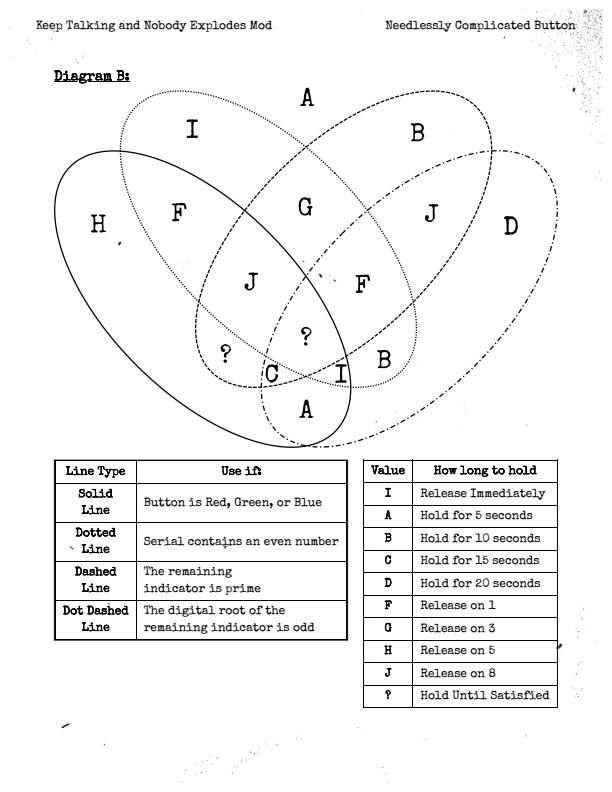 Keep Talking and Nobody Explodes Mod
Needlessly Complicated Button
Diagram B:
A
I
B
H
F
G
J
D
J
F
?
?
C
I
B
A
Line Type
Use if:
Solid
Line
Button is Red, Green, or Blue
Dotted
Line
Serial contains an even number
Dashed
Line
The remaining
indicator is prime
Dot Dashed
Line
The digital root of the
remaining indicator is odd
Value
How long to hold
I
Release Immediately
A
Hold for 5 seconds
B
Hold for 10 seconds
C
Hold for 15 seconds
D
Hold for 20 seconds
F
Release on 1
G
Release on 3
H
Release on 5
J
Release on 8
?
Hold Until Satisfied